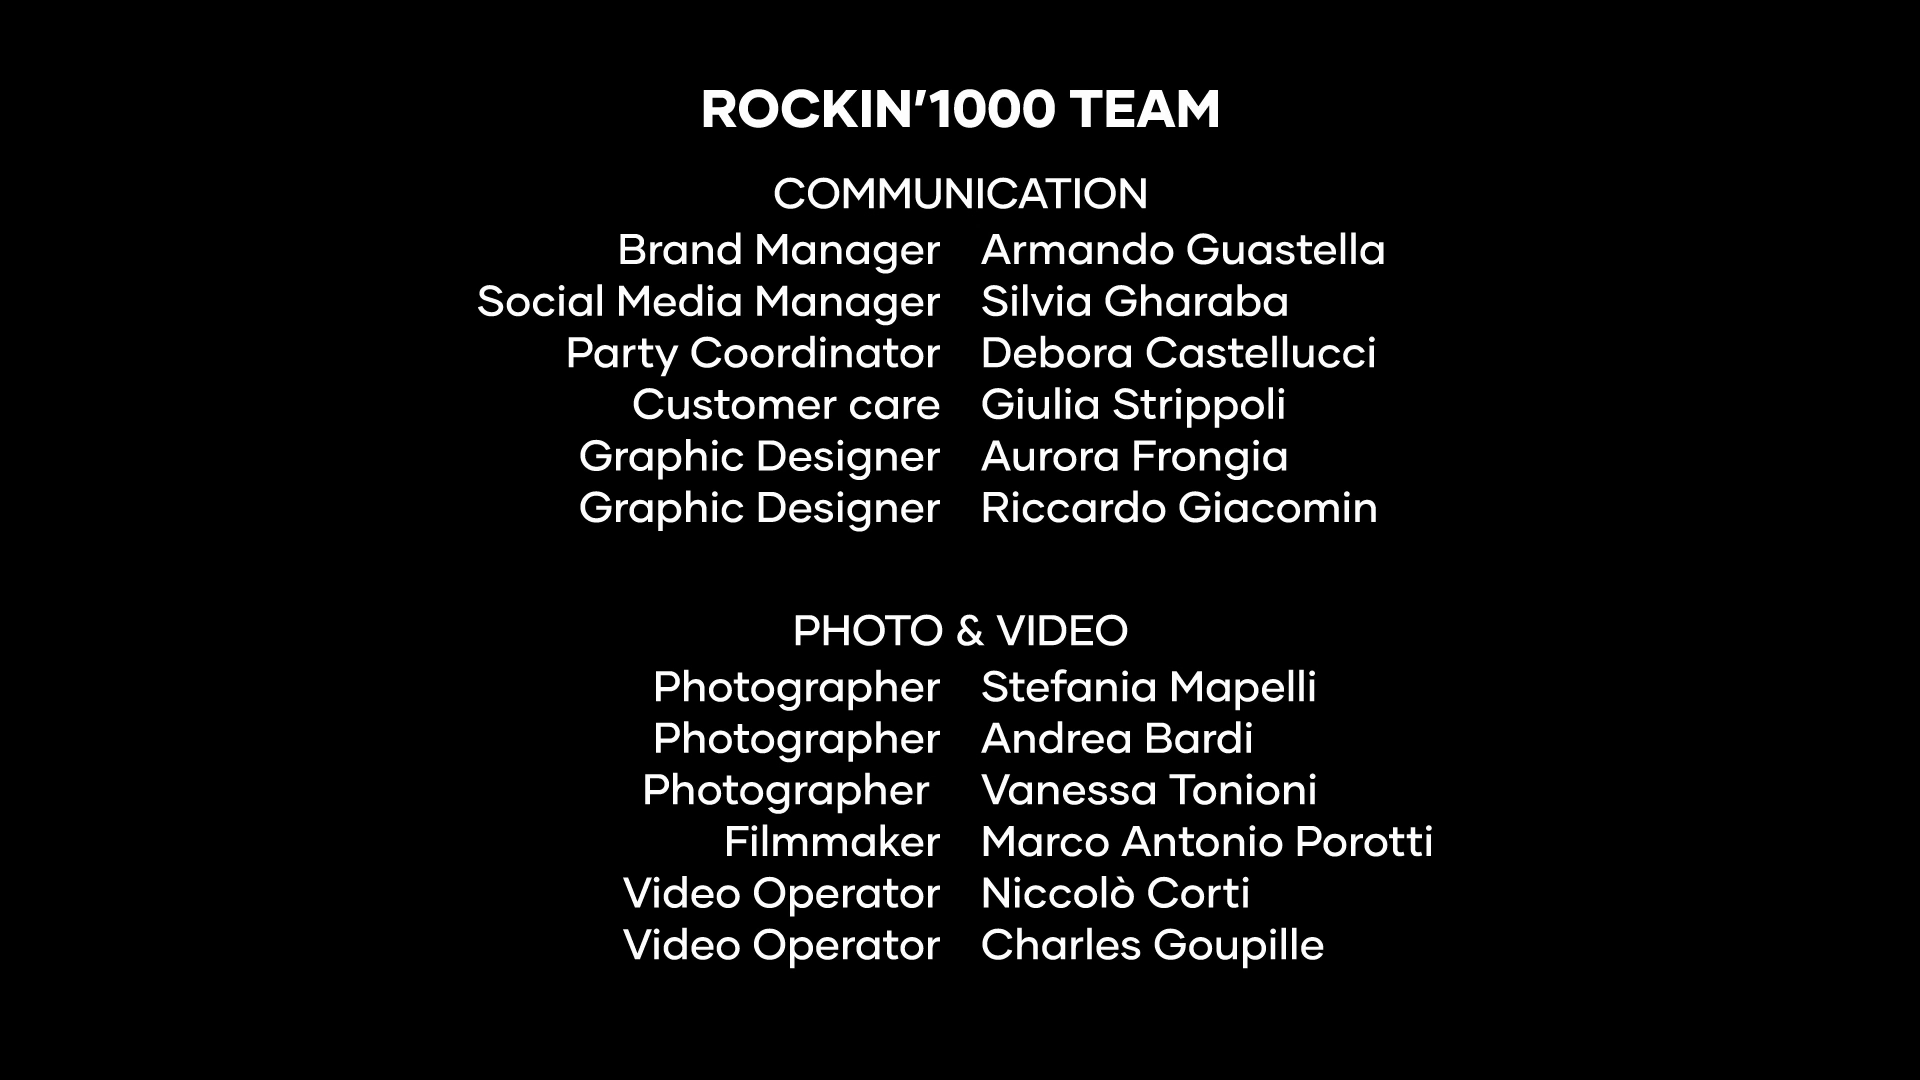 ROCKIN'1000 TEAM
COMMUNICATION
Brand Manager Armando Guastella
Social Media Manager Silvia Gharaba
Party Coordinator Debora Castellucci
Customer care Giulia Strippoli
Graphic Designer Aurora Frongia
Graphic Designer Riccardo Giacomin
PHOTO & VIDEO
Photographer Stefania Mapelli
Photographer Andrea Bardi
Photographer Vanessa Tonioni
Filmmaker Marco Antonio Porotti
Video Operator Niccolò Corti
Video Operator Charles Goupille